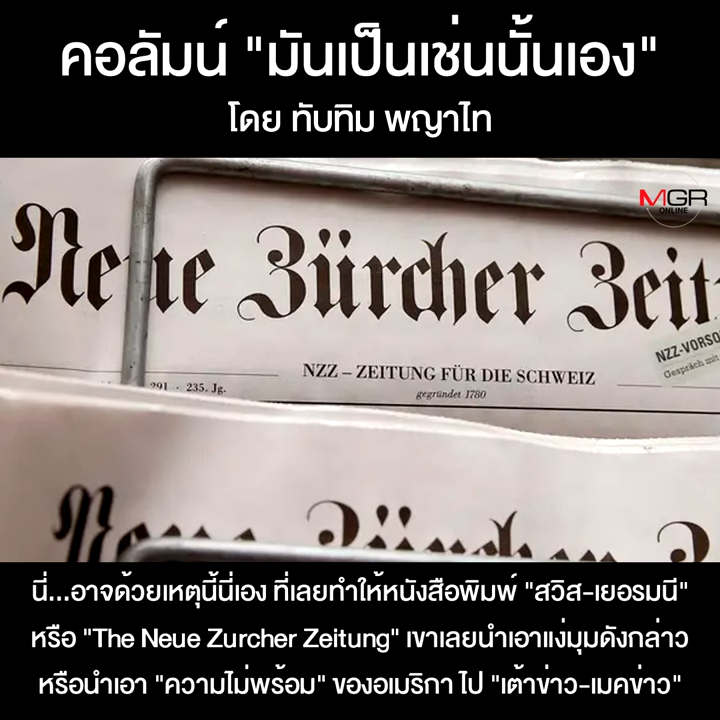 คอลัมน์ "มันเป็นเช่นนั้นเอง"
โดย ทับทิม พญาไท
MGR
ONLINE
Neue Zürcher Zeit
NZZ-VORSO
Gespräch mit
NZZ – ZEITUNG FÜR DIE SCHWEIZ
291 · 235. Jg.
gegründet 1780
Neue Zürcher Z
นี่...อาจด้วยเหตุนี้นี่เอง ที่เลยทำให้หนังสือพิมพ์ "สวิส-เยอรมนี"
หรือ "The Neue Zurcher Zeitung" เขาเลยนำเอาแง่มุมดังกล่าว
หรือนำเอา "ความไม่พร้อม" ของอเมริกา ไป "เต้าข่าว-เมคข่าว"